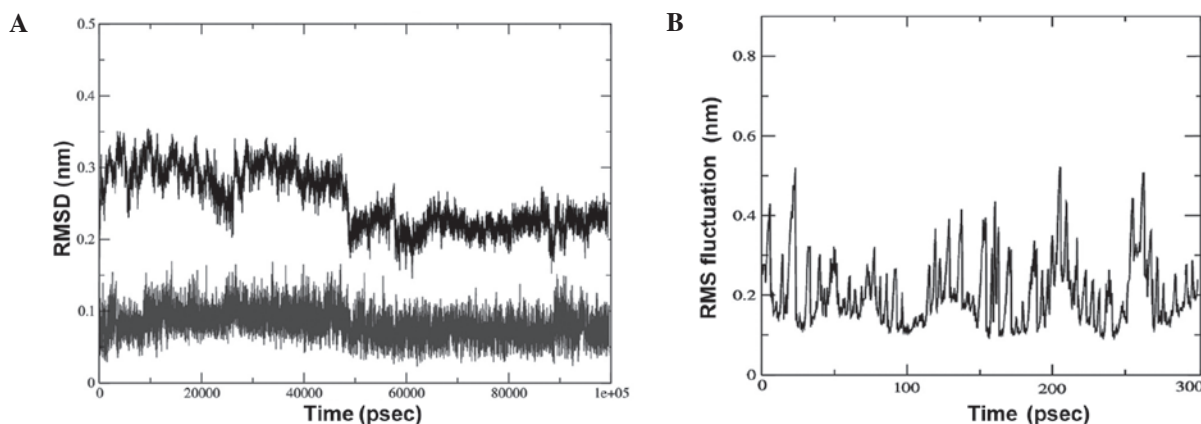 A
RMSD (nm)
0.5
0.4
0.3
0.2
0.1
0
0 20000 40000 60000 80000 1e+05
Time (psec)
B
RMS fluctuation (nm)
0.8
0.6
0.4
0.2
0
0 100 200 300
Time (psec)